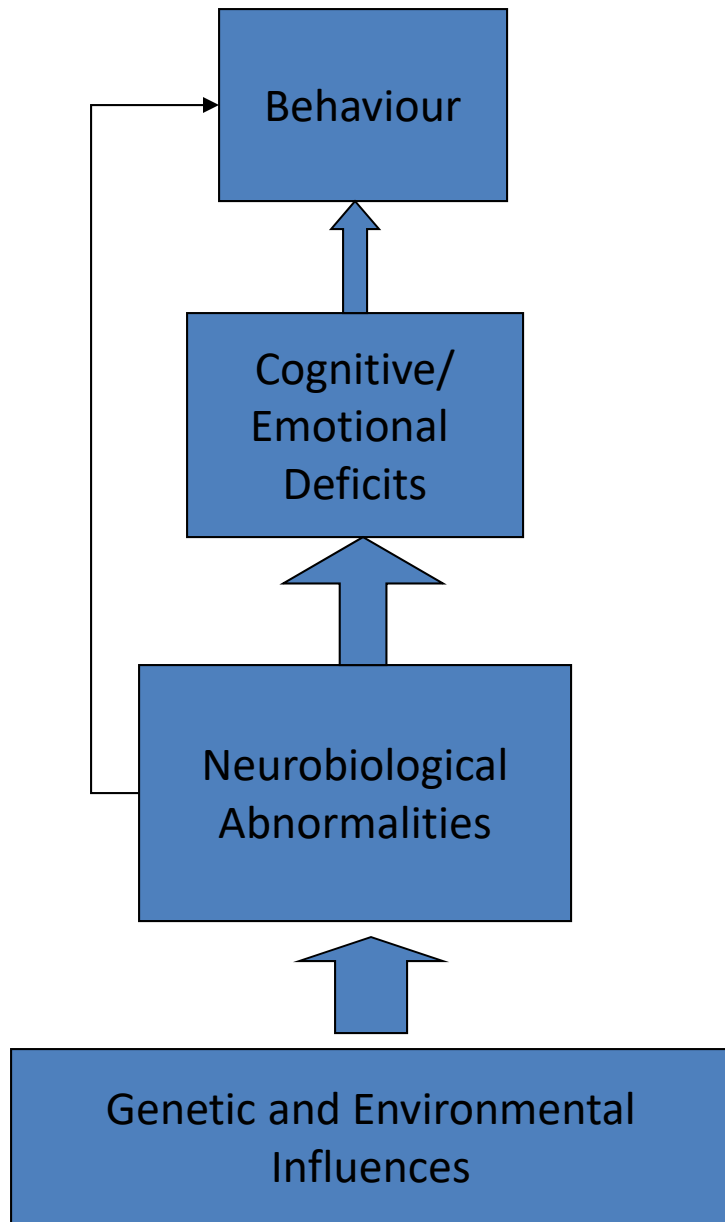 Behaviour
Cognitive/
Emotional
Deficits
Neurobiological
Abnormalities
Genetic and Environmental
Influences